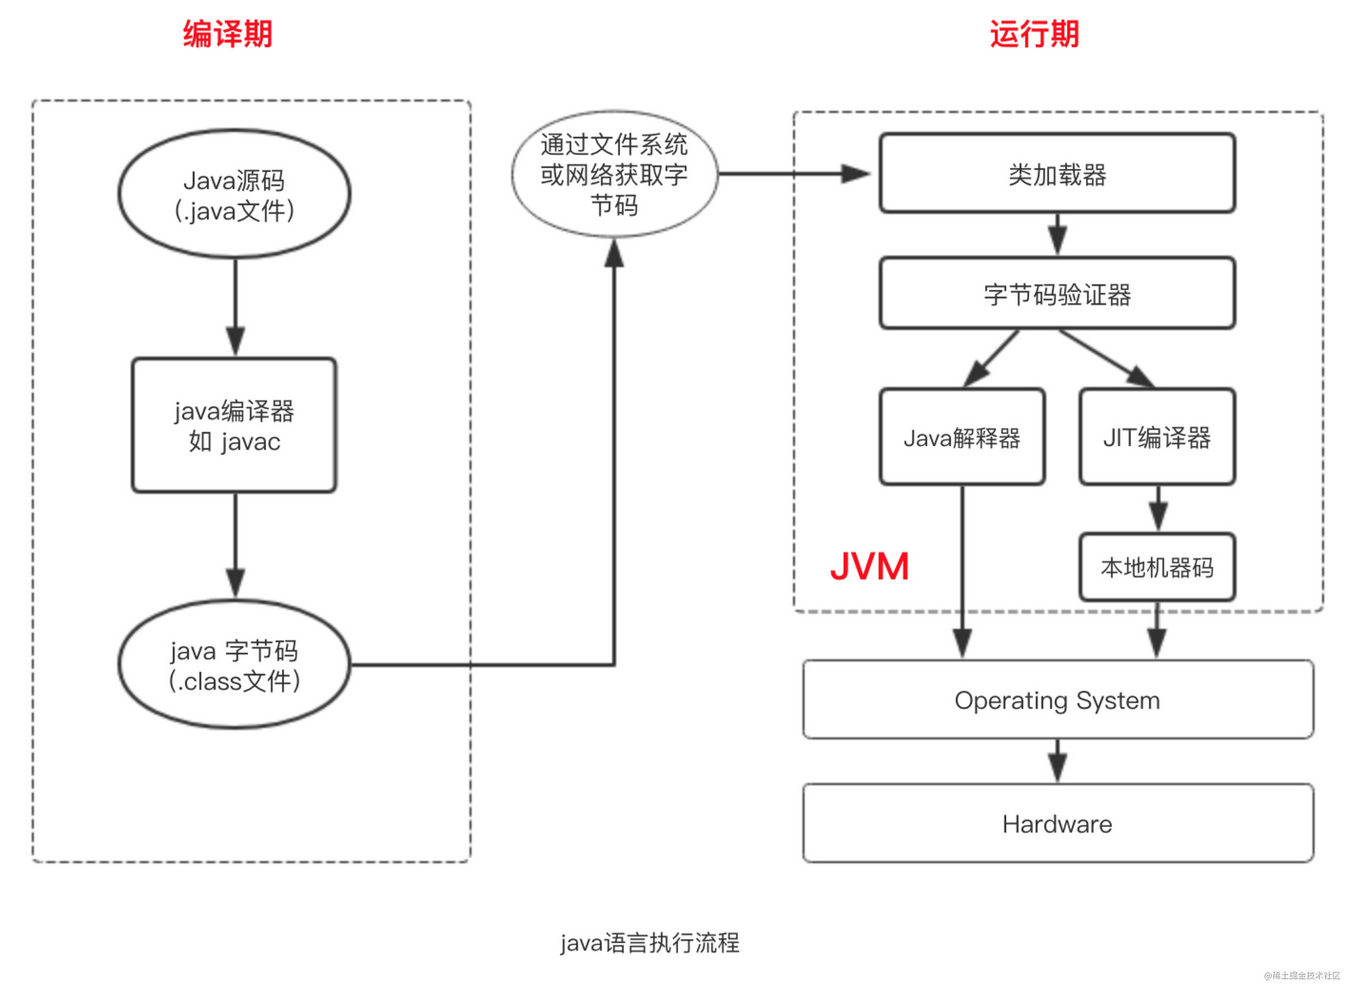 编译期
运行期
Java源码
（.java文件）
java编译器
如 javac
java 字节码
（.class文件）
通过文件系统
或网络获取字
节码
类加载器
字节码验证器
Java解释器
JIT编译器
JVM
本地机器码
Operating System
Hardware
java语言执行流程
@稀土掘金技术社区